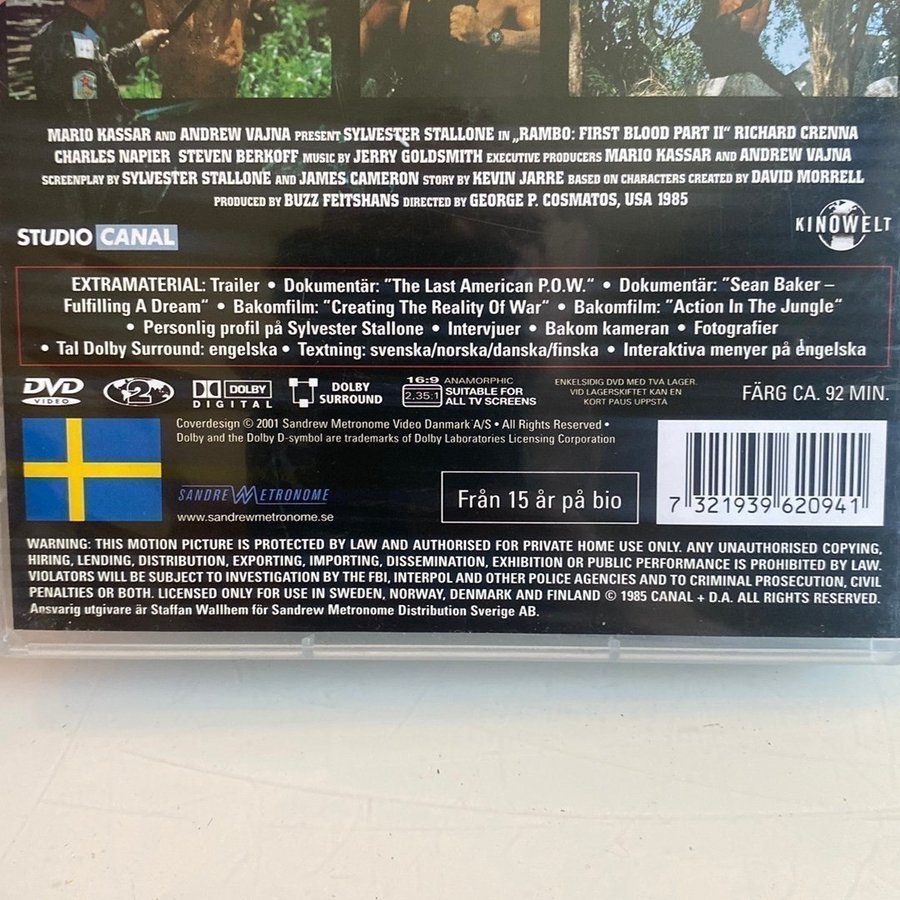 MARIO KASSAR AND ANDREW VAJNA PRESENT SYLVESTER STALLONE IN „RAMBO: FIRST BLOOD PART II“ RICHARD CRENNA
CHARLES NAPIER STEVEN BERKOFF MUSIC BY JERRY GOLDSMITH EXECUTIVE PRODUCERS MARIO KASSAR AND ANDREW VAJNA
SCREENPLAY BY SYLVESTER STALLONE AND JAMES CAMERON STORY BY KEVIN JARRE BASED ON CHARACTERS CREATED BY DAVID MORRELL
PRODUCED BY BUZZ FEITSHANS DIRECTED BY GEORGE P. COSMATOS, USA 1985
STUDIO CANAL
KINOWELT
EXTRAMATERIAL: Trailer • Dokumentär: "The Last American P.O.W.“ • Dokumentär: "Sean Baker –
Fulfilling A Dream“ • Bakomfilm: "Creating The Reality Of War“ • Bakomfilm: "Action In The Jungle“
• Personlig profil på Sylvester Stallone • Intervjuer • Bakom kameran • Fotografier
• Tal Dolby Surround: engelska • Textning: svenska/norska/danska/finska • Interaktiva menyer på engelska
DVD VIDEO
2
DOLBY DIGITAL
DOLBY SURROUND
16:9 2,35:1 ANAMORPHIC
SUITABLE FOR
ALL TV SCREENS
ENKELSIDIG DVD MED TVÅ LAGER.
VID LAGERSKIFTET KAN EN
KORT PAUS UPPSTÅ
FÄRG CA. 92 MIN.
Coverdesign © 2001 Sandrew Metronome Video Danmark A/S • All Rights Reserved •
Dolby and the Dolby D-symbol are trademarks of Dolby Laboratories Licensing Corporation
SANDREW METRONOME
www.sandrewmetronome.se
Från 15 år på bio
7 321939 620941
WARNING: THIS MOTION PICTURE IS PROTECTED BY LAW AND AUTHORISED FOR PRIVATE HOME USE ONLY. ANY UNAUTHORISED COPYING,
HIRING, LENDING, DISTRIBUTION, EXPORTING, IMPORTING, DISSEMINATION, EXHIBITION OR PUBLIC PERFORMANCE IS PROHIBITED BY LAW.
VIOLATORS WILL BE SUBJECT TO INVESTIGATION BY THE FBI, INTERPOL AND OTHER POLICE AGENCIES AND TO CRIMINAL PROSECUTION, CIVIL
PENALTIES OR BOTH. LICENSED ONLY FOR USE IN SWEDEN, NORWAY, DENMARK AND FINLAND © 1985 CANAL + D.A. ALL RIGHTS RESERVED.
Ansvarig utgivare är Staffan Wallhem för Sandrew Metronome Distribution Sverige AB.